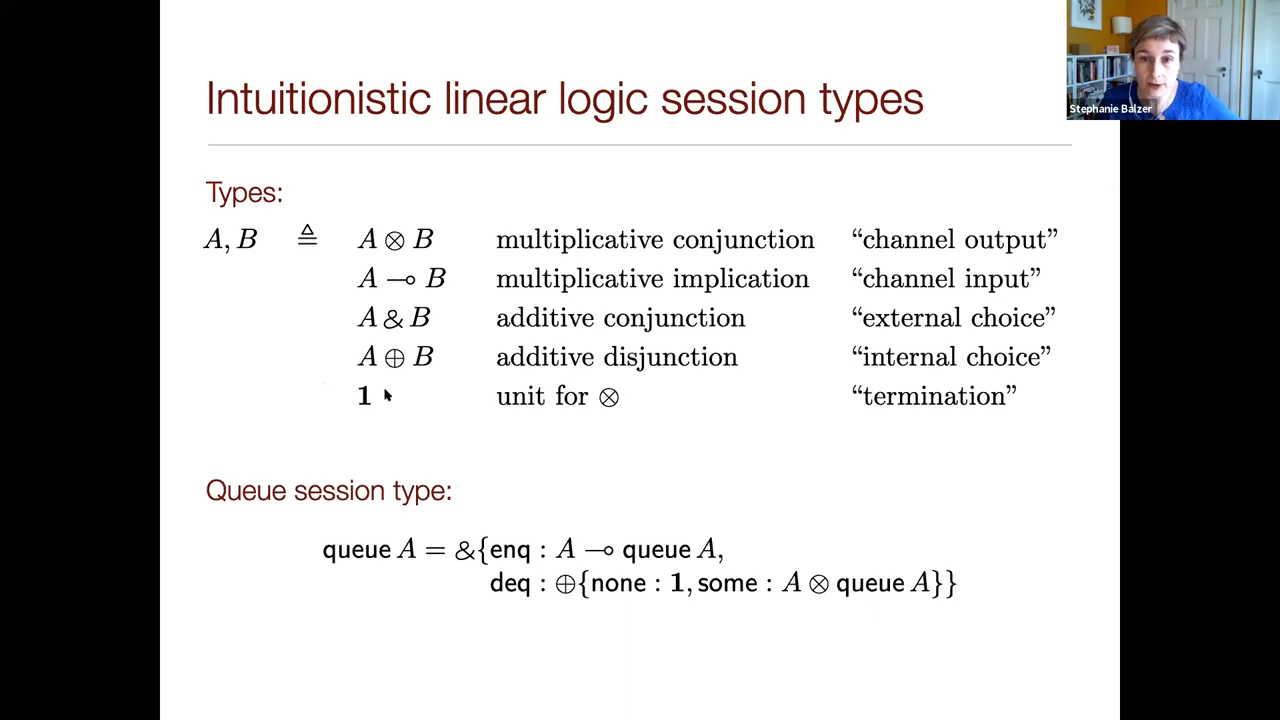 Intuitionistic linear logic session types
Stephanie Balzer
Types:
A, B ≜ A ⊗ B multiplicative conjunction “channel output”
A ⊸ B multiplicative implication “channel input”
A & B additive conjunction “external choice”
A ⊕ B additive disjunction “internal choice”
1 unit for ⊗ “termination”
Queue session type:
queue A = &{enq : A ⊸ queue A,
deq : ⊕{none : 1, some : A ⊗ queue A}}